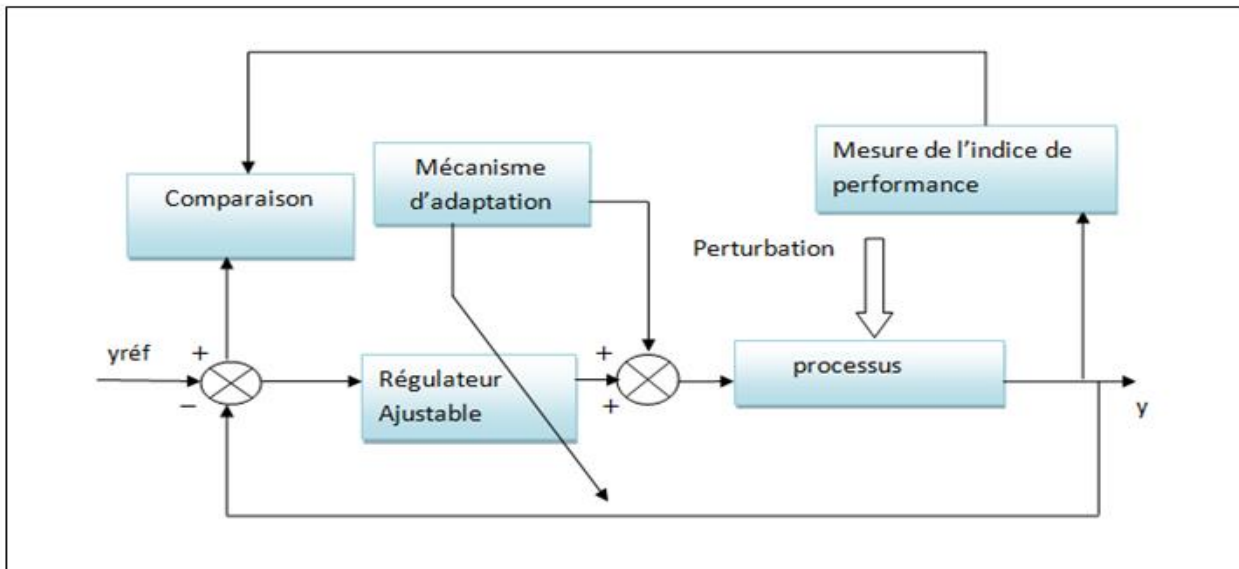 Mesure de l’indice de
performance
Mécanisme
d’adaptation
Comparaison
Perturbation
yréf
+
−
Régulateur
Ajustable
+
+
processus
y